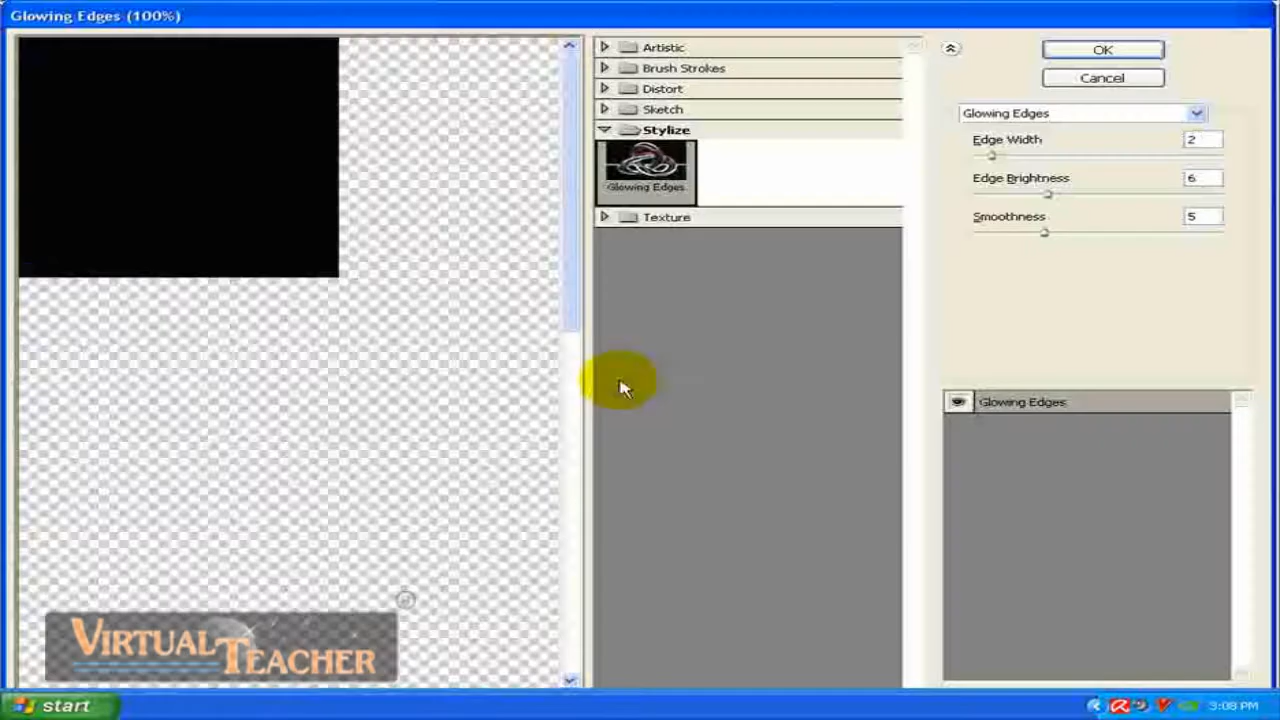 Glowing Edges (100%)
Artistic
Brush Strokes
Distort
Sketch
Stylize
Glowing Edges
Texture
OK
Cancel
Glowing Edges
Edge Width 2
Edge Brightness 6
Smoothness 5
Glowing Edges
VIRTUAL TEACHER
®
start
3:08 PM